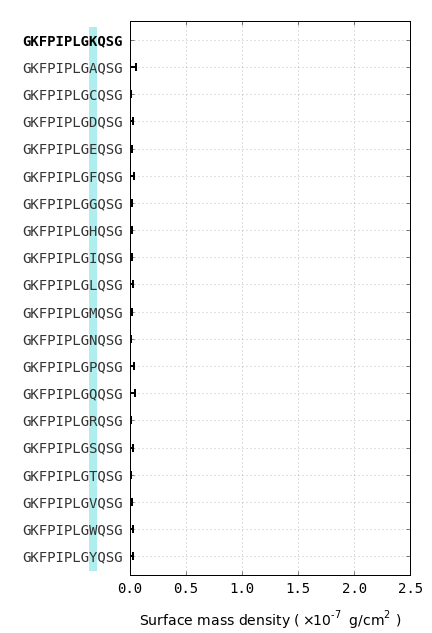 GKFPIPLGKQSG
GKFPIPLGAQSG
GKFPIPLGCQSG
GKFPIPLGDQSG
GKFPIPLGEQSG
GKFPIPLGFQSG
GKFPIPLGGQSG
GKFPIPLGHQSG
GKFPIPLGIQSG
GKFPIPLGLQSG
GKFPIPLGMQSG
GKFPIPLGNQSG
GKFPIPLGPQSG
GKFPIPLGQQSG
GKFPIPLGRQSG
GKFPIPLGSQSG
GKFPIPLGTQSG
GKFPIPLGVQSG
GKFPIPLGWQSG
GKFPIPLGYQSG
0.0 0.5 1.0 1.5 2.0 2.5
Surface mass density ( ×10⁻⁷ g/cm² )